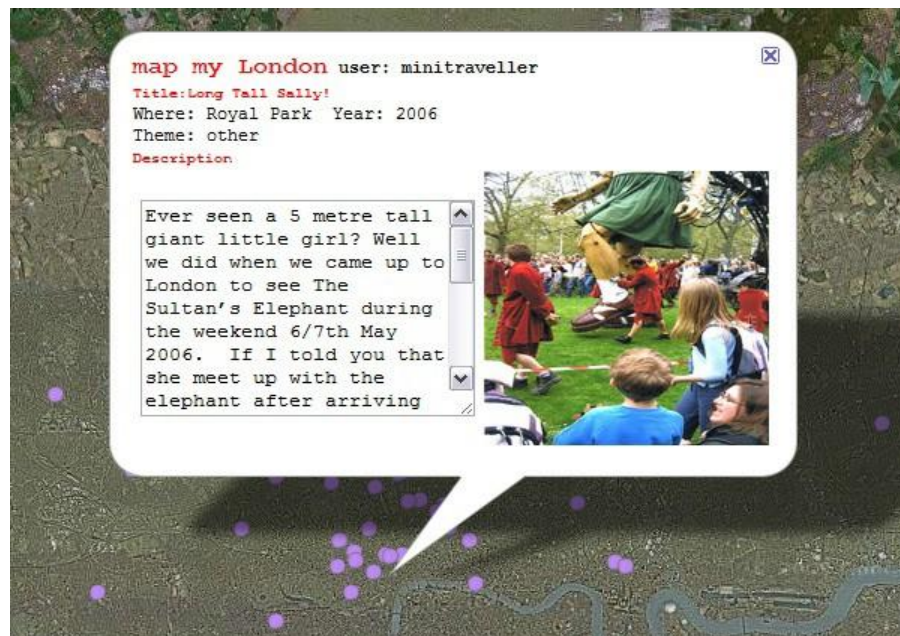 map my London user: minitraveller
Title:Long Tall Sally!
Where: Royal Park Year: 2006
Theme: other
Description
Ever seen a 5 metre tall
giant little girl? Well
we did when we came up to
London to see The
Sultan's Elephant during
the weekend 6/7th May
2006. If I told you that
she meet up with the
elephant after arriving